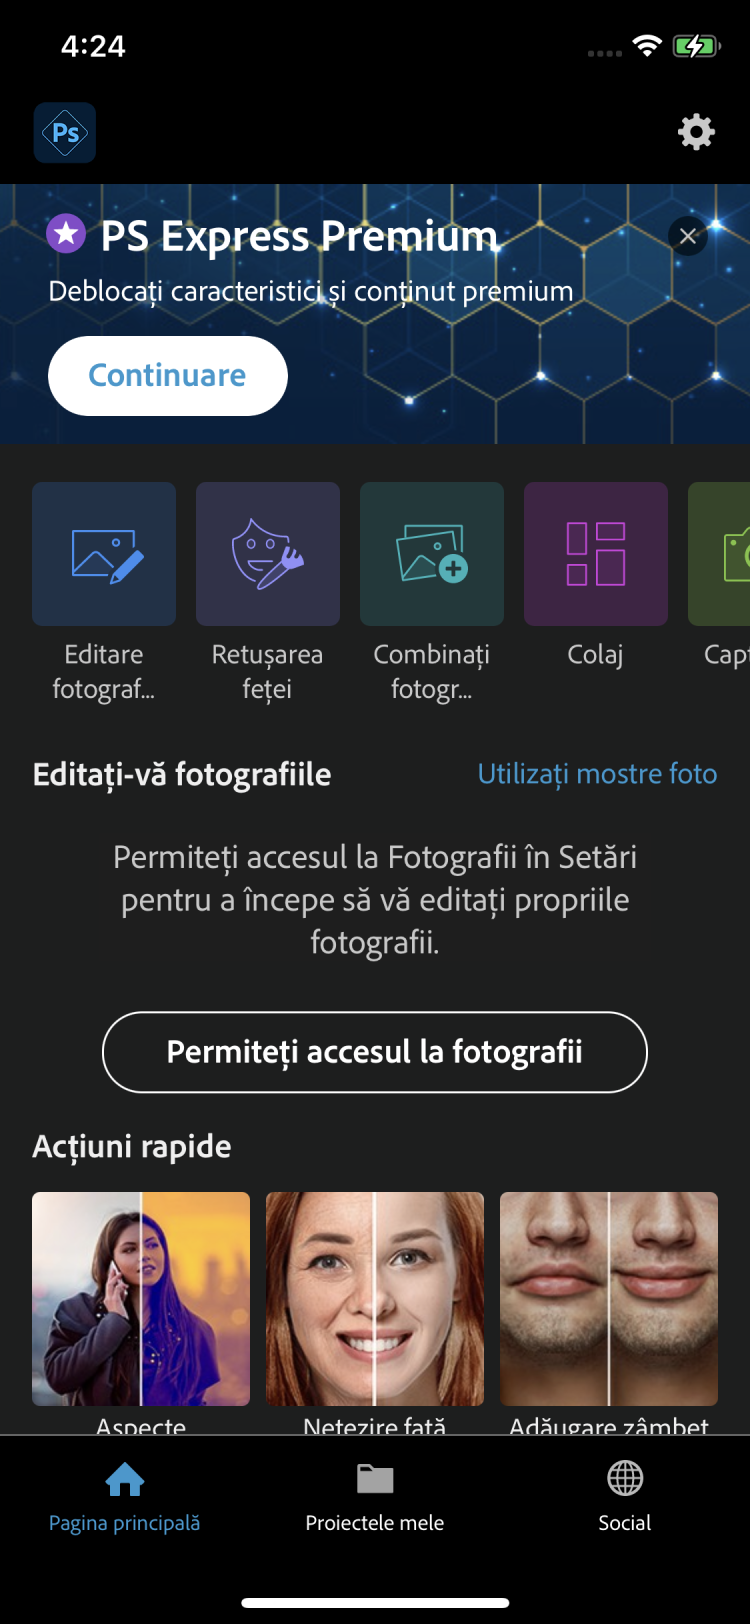 4:24
Ps
PS Express Premium
Deblocați caracteristici și conținut premium
Continuare
Editare
fotograf...
Retușarea
feței
Combinați
fotogr...
Colaj
Capt
Editați-vă fotografiile
Utilizați mostre foto
Permiteți accesul la Fotografii în Setări
pentru a începe să vă editați propriile
fotografii.
Permiteți accesul la fotografii
Acțiuni rapide
Aspecte
Netezire față
Adăugare zâmbet
Pagina principală
Proiectele mele
Social